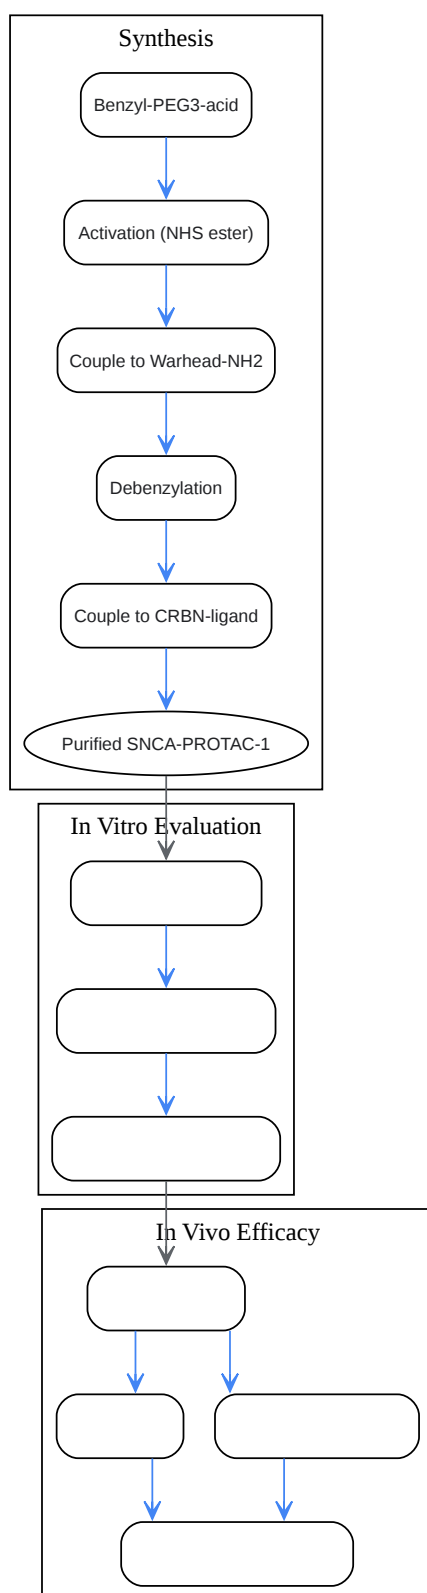 Synthesis
Benzyl-PEG3-acid
Activation (NHS ester)
Couple to Warhead-NH2
Debenzylation
Couple to CRBN-ligand
Purified SNCA-PROTAC-1
In Vitro Evaluation
In Vivo Efficacy